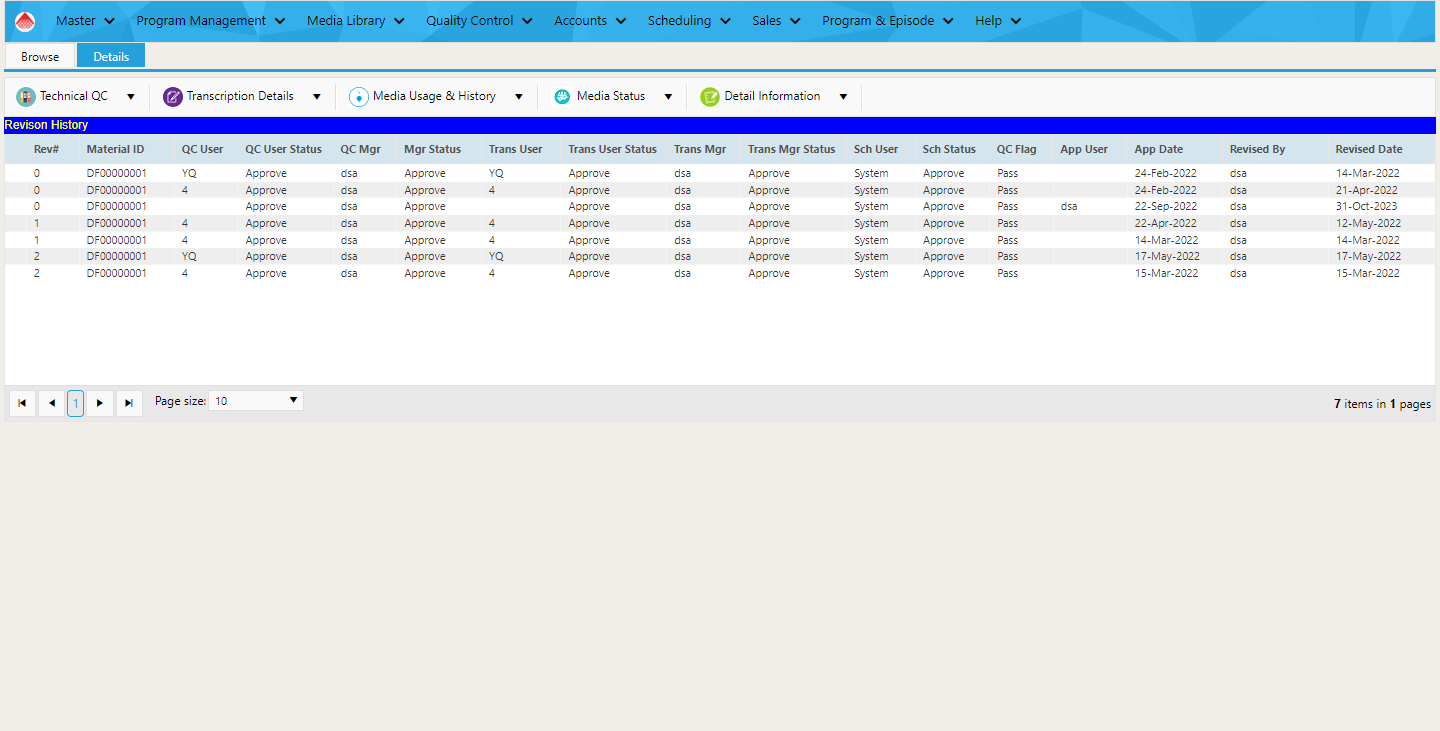 Master Program Management Media Library Quality Control Accounts Scheduling Sales Program & Episode Help
Browse Details
Technical QC Transcription Details Media Usage & History Media Status Detail Information
Revison History
Rev# Material ID QC User QC User Status QC Mgr Mgr Status Trans User Trans User Status Trans Mgr Trans Mgr Status Sch User Sch Status QC Flag App User App Date Revised By Revised Date
0 DF00000001 YQ Approve dsa Approve YQ Approve dsa Approve System Approve Pass 24-Feb-2022 dsa 14-Mar-2022
0 DF00000001 4 Approve dsa Approve 4 Approve dsa Approve System Approve Pass 24-Feb-2022 dsa 21-Apr-2022
0 DF00000001 Approve dsa Approve Approve dsa Approve System Approve Pass dsa 22-Sep-2022 dsa 31-Oct-2023
1 DF00000001 4 Approve dsa Approve 4 Approve dsa Approve System Approve Pass 22-Apr-2022 dsa 12-May-2022
1 DF00000001 4 Approve dsa Approve 4 Approve dsa Approve System Approve Pass 14-Mar-2022 dsa 14-Mar-2022
2 DF00000001 YQ Approve dsa Approve YQ Approve dsa Approve System Approve Pass 17-May-2022 dsa 17-May-2022
2 DF00000001 4 Approve dsa Approve 4 Approve dsa Approve System Approve Pass 15-Mar-2022 dsa 15-Mar-2022
1 Page size: 10 7 items in 1 pages